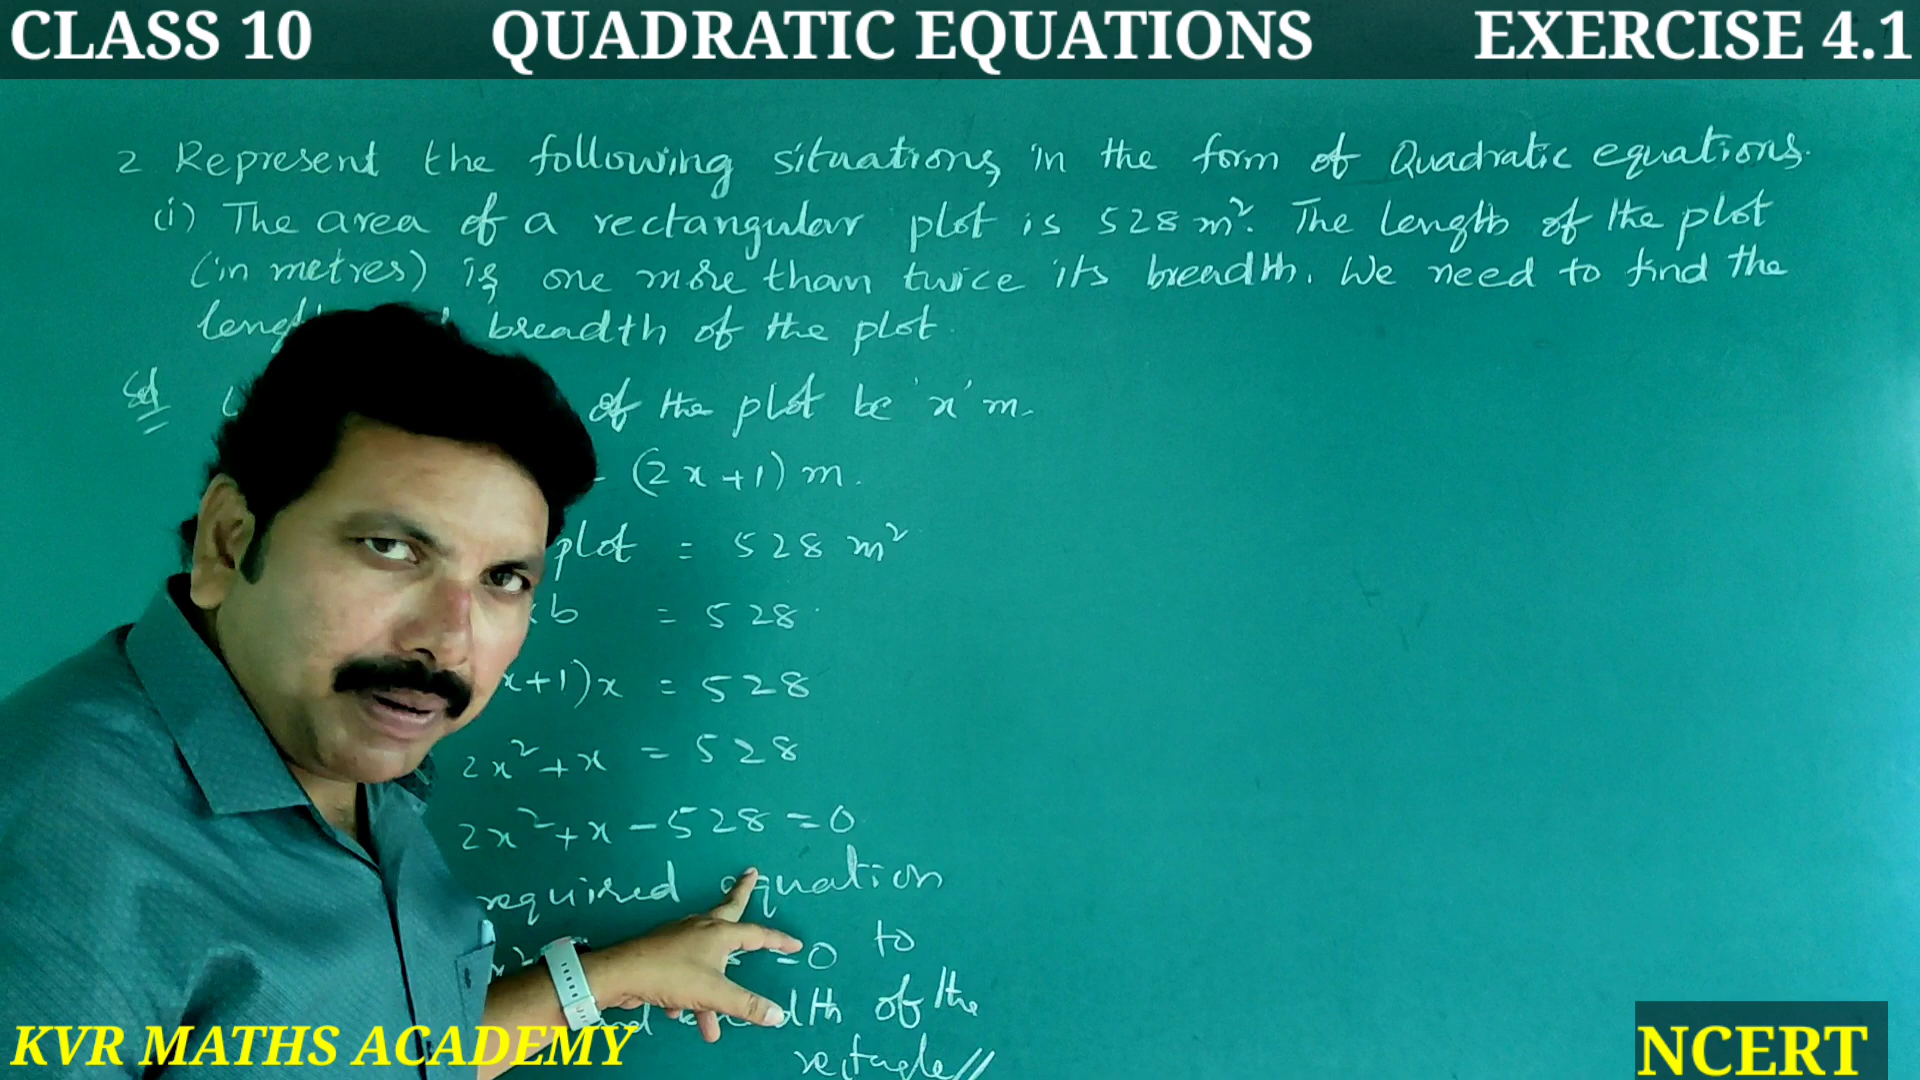 CLASS 10 QUADRATIC EQUATIONS EXERCISE 4.1
2 Represent the following situations in the form of Quadratic equations.
(i) The area of a rectangular plot is 528 m². The length of the plot
(in metres) is one more than twice its breadth. We need to find the
breadth of the plot.
Sol of the plot be 'x' m.
(2x+1) m.
plot = 528 m²
×b = 528
x+1)x = 528
2x²+x = 528
2x²+x-528=0
required equation
=0 to
breadth of the
rectagle//
KVR MATHS ACADEMY
NCERT